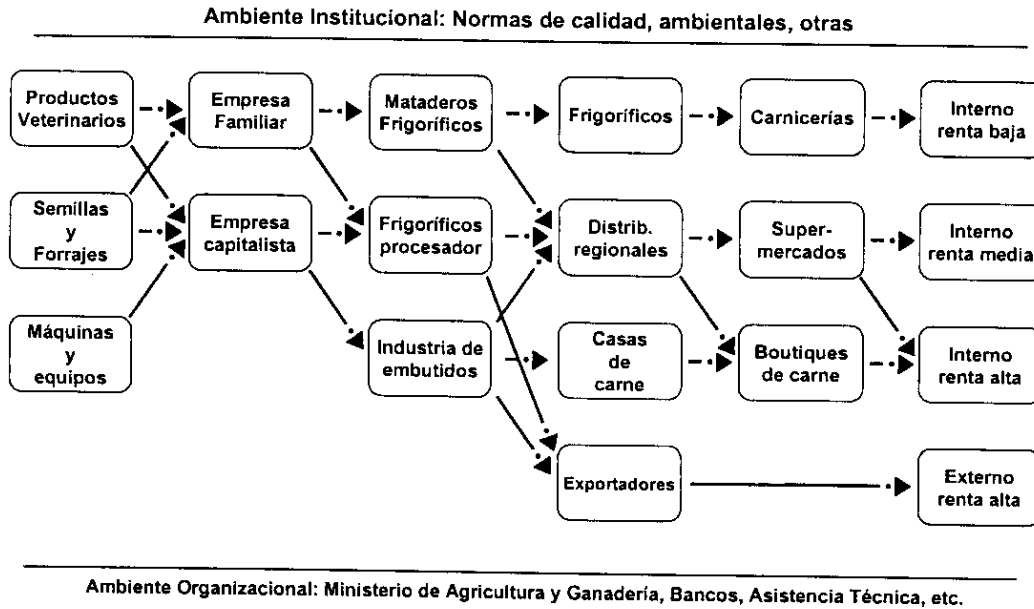 Ambiente Institucional: Normas de calidad, ambientales, otras
Productos
Veterinarios
Empresa
Familiar
Mataderos
Frigoríficos
Frigoríficos
Carnicerías
Interno
renta baja
Semillas
y
Forrajes
Empresa
capitalista
Frigoríficos
procesador
Distrib.
regionales
Super-
mercados
Interno
renta media
Máquinas
y
equipos
Industria de
embutidos
Casas
de
carne
Boutiques
de carne
Interno
renta alta
Exportadores
Externo
renta alta
Ambiente Organizacional: Ministerio de Agricultura y Ganadería, Bancos, Asistencia Técnica, etc.